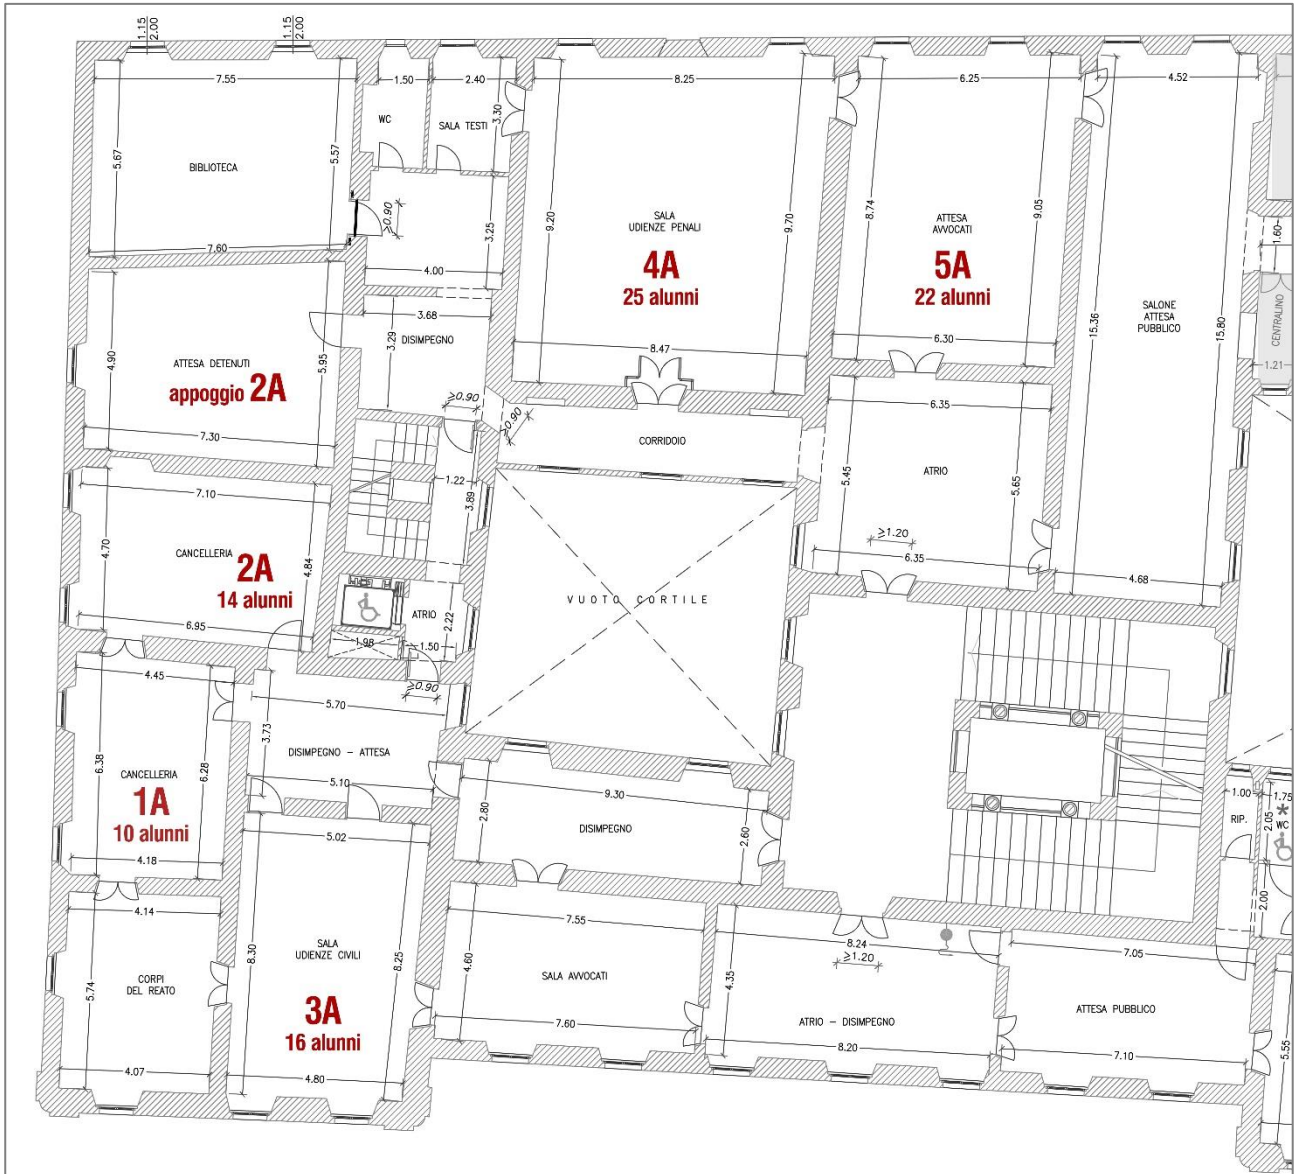 1.15
2.00
1.15
2.00
7.55
1.50
2.40
8.25
6.25
4.52
WC
SALA TESTI
3.30
5.67
5.57
BIBLIOTECA
≥0.90
7.60
3.25
4.00
9.20
SALA
UDIENZE PENALI
4A
25 alunni
9.70
8.74
ATTESA
AVVOCATI
5A
22 alunni
9.05
15.36
SALONE
ATTESA
PUBBLICO
15.80
1.60
CENTRALINO
1.21
4.90
ATTESA DETENUTI
appoggio 2A
5.95
7.30
3.68
3.29
DISIMPEGNO
8.47
6.30
≥0.90
≥0.90
CORRIDOIO
6.35
5.45
ATRIO
5.65
≥1.20
6.35
4.68
7.10
4.70
CANCELLERIA
2A
14 alunni
4.84
6.95
1.22
3.89
ATRIO
2.22
1.98
1.50
≥0.90
VUOTO CORTILE
4.45
6.38
CANCELLERIA
1A
10 alunni
6.28
4.18
3.73
5.70
DISIMPEGNO - ATTESA
5.10
2.80
9.30
DISIMPEGNO
2.60
1.00
1.75
RIP.
2.05
*
WC
2.00
5.02
4.14
5.74
CORPI
DEL REATO
4.07
8.30
SALA
UDIENZE CIVILI
3A
16 alunni
8.25
4.80
7.55
4.60
SALA AVVOCATI
7.60
8.24
≥1.20
4.35
ATRIO - DISIMPEGNO
8.20
7.05
ATTESA PUBBLICO
7.10
5.55